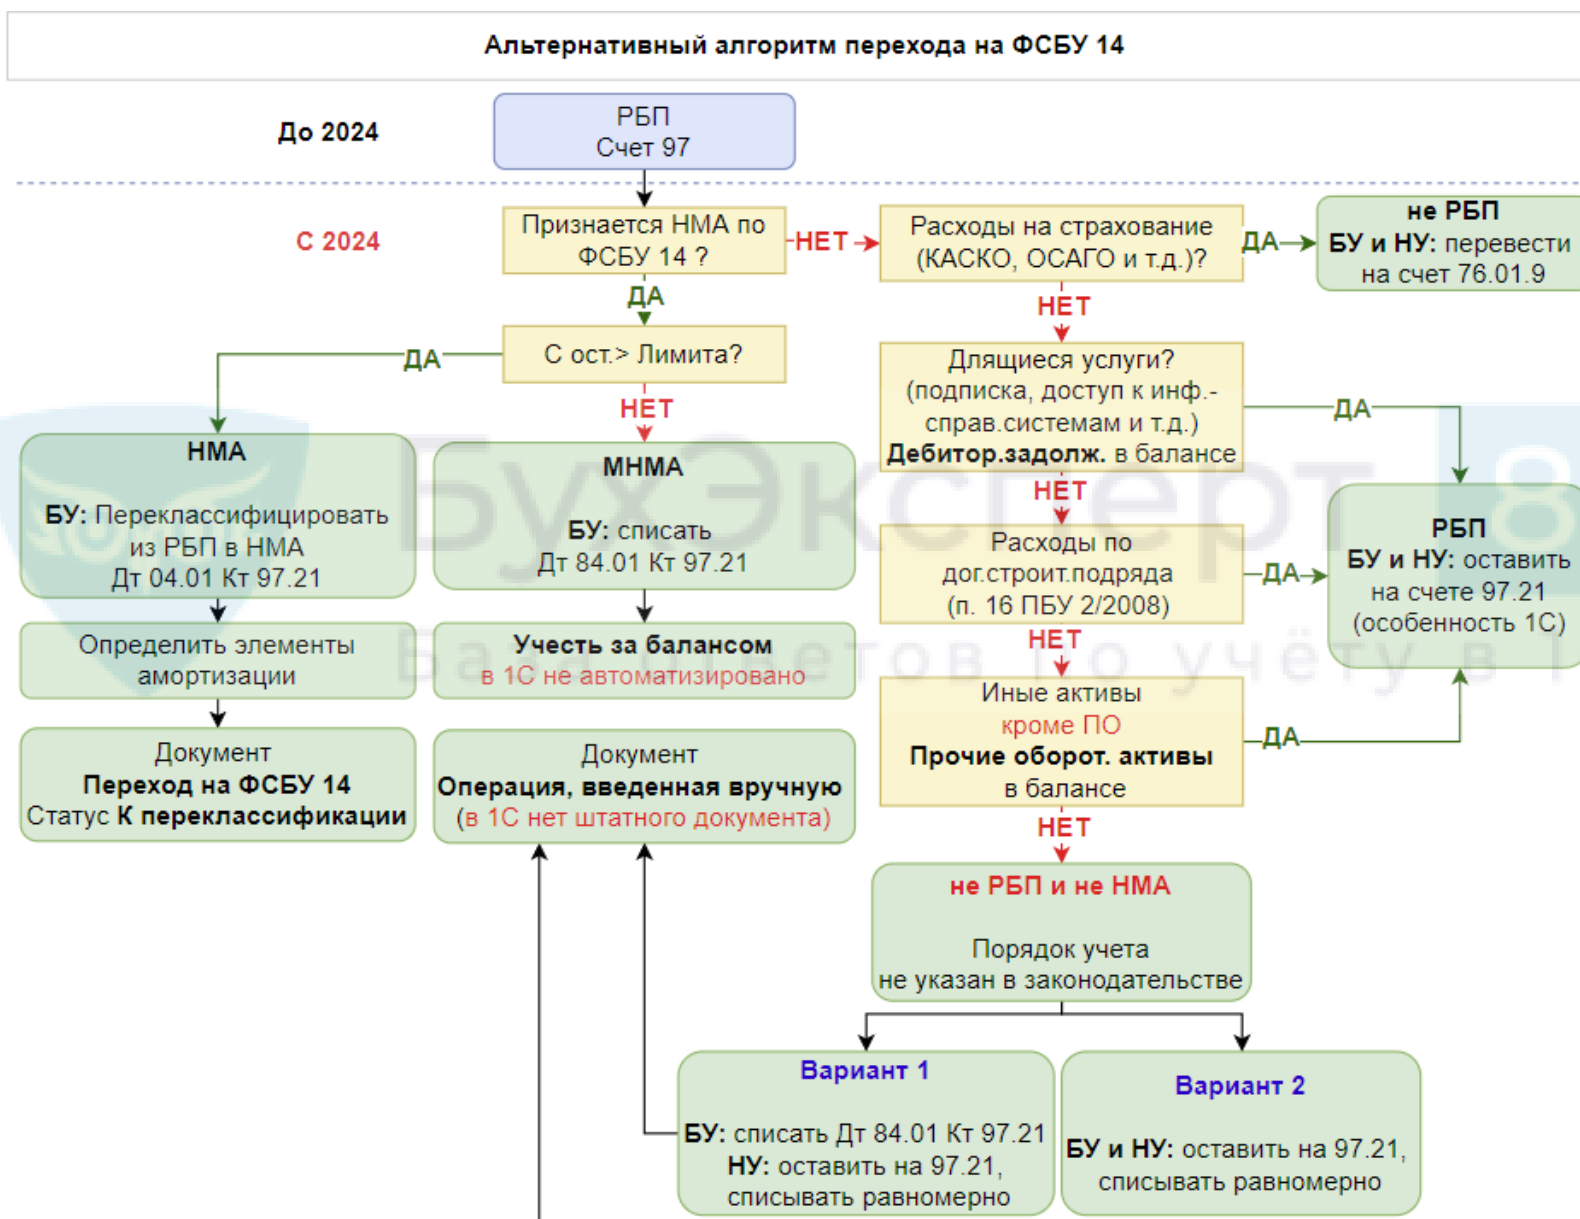 Альтернативный алгоритм перехода на ФСБУ 14
До 2024
РБП
Счет 97
С 2024
Признается НМА по
ФСБУ 14 ?
НЕТ
Расходы на страхование
(КАСКО, ОСАГО и т.д.)?
ДА
не РБП
БУ и НУ: перевести
на счет 76.01.9
ДА
НЕТ
С ост.> Лимита?
ДА
НЕТ
Длящиеся услуги?
(подписка, доступ к инф.-
справ.системам и т.д.)
Дебитор.задолж. в балансе
ДА
НЕТ
НМА
БУ: Переклассифицировать
из РБП в НМА
Дт 04.01 Кт 97.21
МНМА
БУ: списать
Дт 84.01 Кт 97.21
Расходы по
дог.строит.подряда
(п. 16 ПБУ 2/2008)
ДА
РБП
БУ и НУ: оставить
на счете 97.21
(особенность 1С)
НЕТ
Определить элементы
амортизации
Учесть за балансом
в 1С не автоматизировано
Иные активы
кроме ПО
Прочие оборот. активы
в балансе
ДА
НЕТ
Документ
Переход на ФСБУ 14
Статус К переклассификации
Документ
Операция, введенная вручную
(в 1С нет штатного документа)
не РБП и не НМА
Порядок учета
не указан в законодательстве
Вариант 1
БУ: списать Дт 84.01 Кт 97.21
НУ: оставить на 97.21,
списывать равномерно
Вариант 2
БУ и НУ: оставить на 97.21,
списывать равномерно
БухЭксперт 8
База ответов по учёту в 1